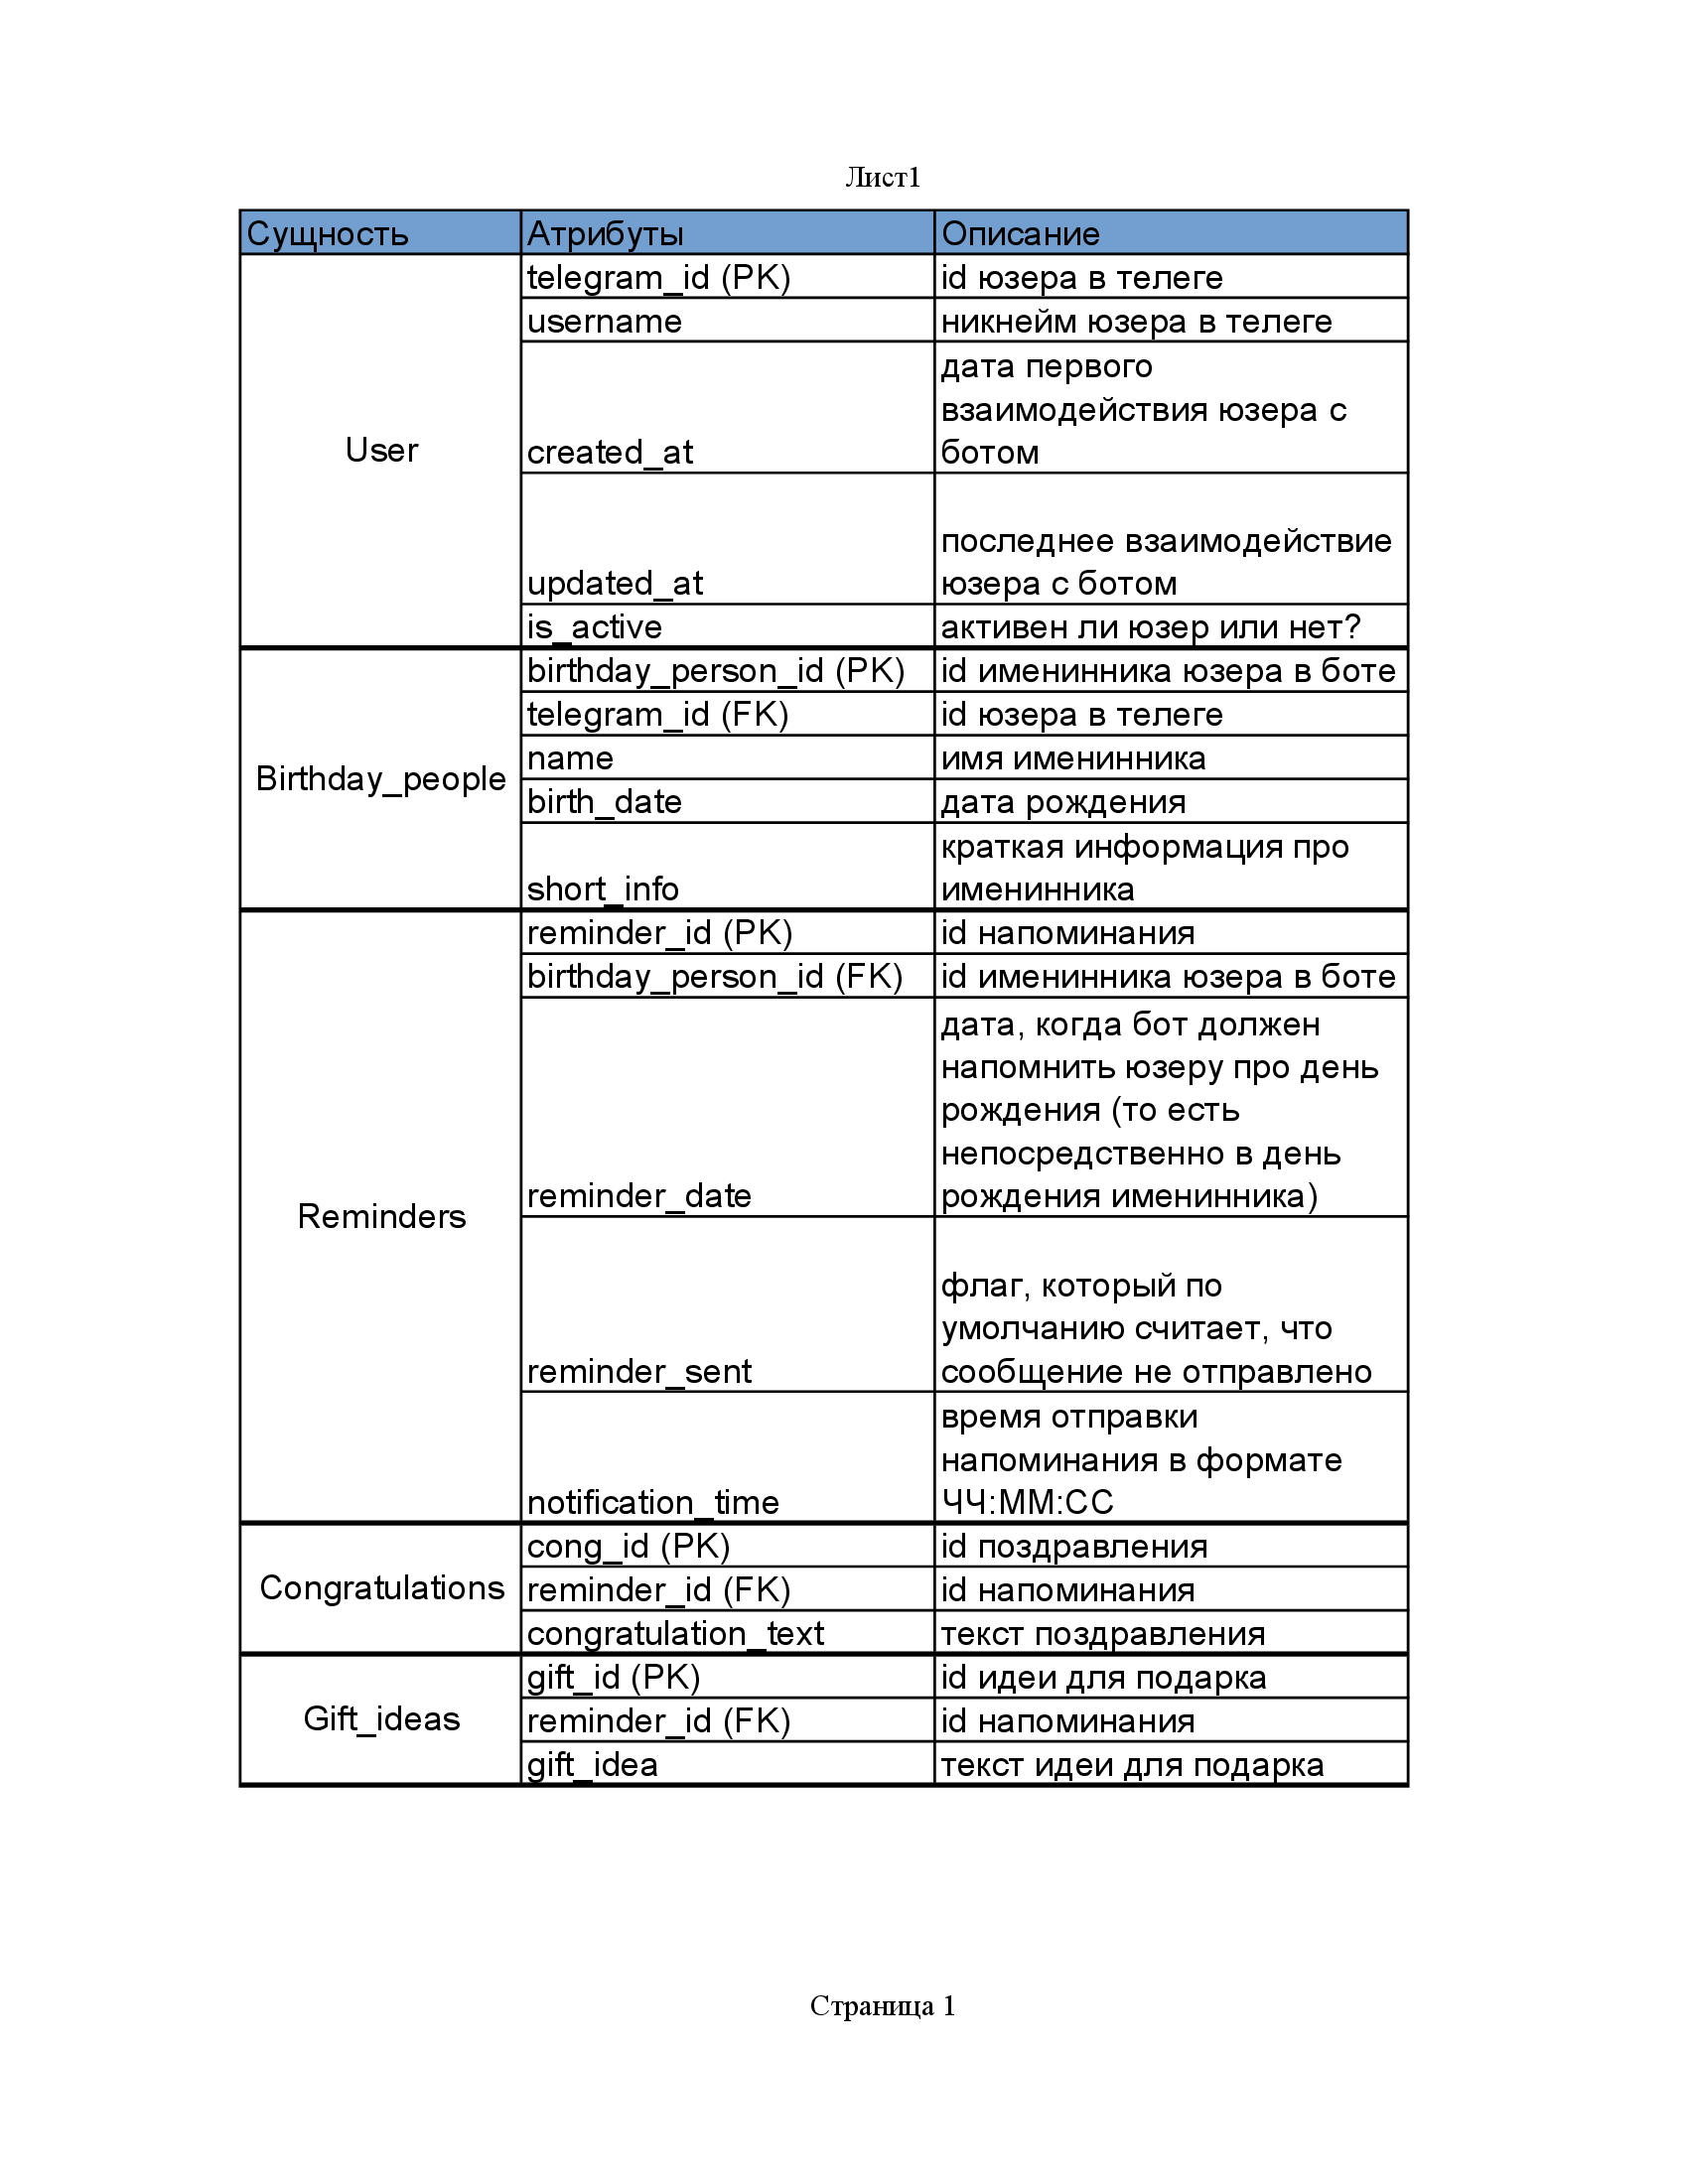 Лист1
Сущность Атрибуты Описание
User
telegram_id (PK) id юзера в телеге
username никнейм юзера в телеге
created_at
дата первого
взаимодействия юзера с
ботом
updated_at
последнее взаимодействие
юзера с ботом
is_active активен ли юзер или нет?
Birthday_people
birthday_person_id (PK) id именинника юзера в боте
telegram_id (FK) id юзера в телеге
name имя именинника
birth_date дата рождения
short_info
краткая информация про
именинника
Reminders
reminder_id (PK) id напоминания
birthday_person_id (FK) id именинника юзера в боте
reminder_date
дата, когда бот должен
напомнить юзеру про день
рождения (то есть
непосредственно в день
рождения именинника)
reminder_sent
флаг, который по
умолчанию считает, что
сообщение не отправлено
notification_time
время отправки
напоминания в формате
ЧЧ:ММ:СС
Congratulations
cong_id (PK) id поздравления
reminder_id (FK) id напоминания
congratulation_text текст поздравления
Gift_ideas
gift_id (PK) id идеи для подарка
reminder_id (FK) id напоминания
gift_idea текст идеи для подарка
Страница 1